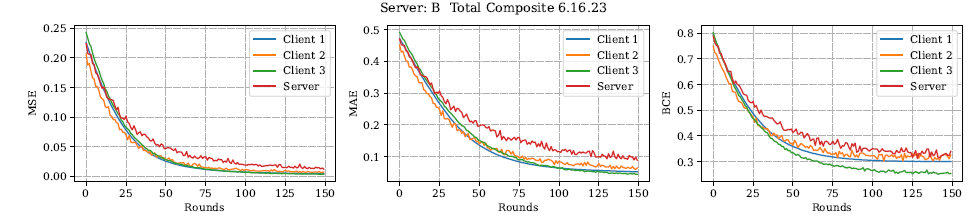 Server: B  Total Composite 6.16.23
MSE
0.25
0.20
0.15
0.10
0.05
0.00
0 25 50 75 100 125 150
Rounds
Client 1
Client 2
Client 3
Server
MAE
0.5
0.4
0.3
0.2
0.1
0 25 50 75 100 125 150
Rounds
Client 1
Client 2
Client 3
Server
BCE
0.8
0.7
0.6
0.5
0.4
0.3
0 25 50 75 100 125 150
Rounds
Client 1
Client 2
Client 3
Server